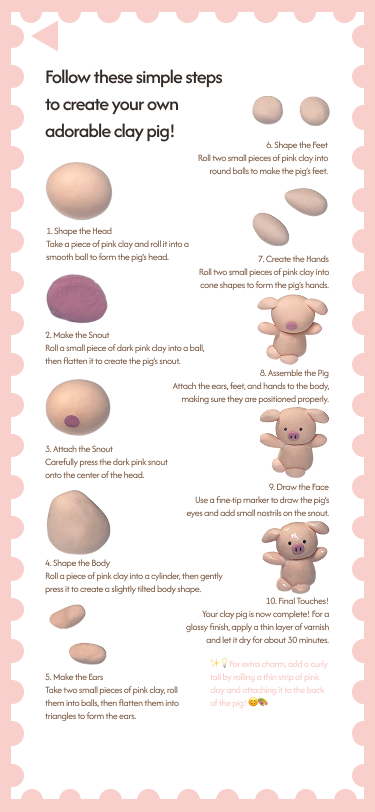 Follow these simple steps
to create your own
adorable clay pig!
1. Shape the Head
Take a piece of pink clay and roll it into a
smooth ball to form the pig's head.
2. Make the Snout
Roll a small piece of dark pink clay into a ball,
then flatten it to create the pig's snout.
3. Attach the Snout
Carefully press the dark pink snout
onto the center of the head.
4. Shape the Body
Roll a piece of pink clay into a cylinder, then gently
press it to create a slightly tilted body shape.
5. Make the Ears
Take two small pieces of pink clay, roll
them into balls, then flatten them into
triangles to form the ears.
6. Shape the Feet
Roll two small pieces of pink clay into
round balls to make the pig's feet.
7. Create the Hands
Roll two small pieces of pink clay into
cone shapes to form the pig's hands.
8. Assemble the Pig
Attach the ears, feet, and hands to the body,
making sure they are positioned properly.
9. Draw the Face
Use a fine-tip marker to draw the pig's
eyes and add small nostrils on the snout.
10. Final Touches!
Your clay pig is now complete! For a
glossy finish, apply a thin layer of varnish
and let it dry for about 30 minutes.
✨💡For extra charm, add a curly
tail by rolling a thin strip of pink
clay and attaching it to the back
of the pig! 😊🎨